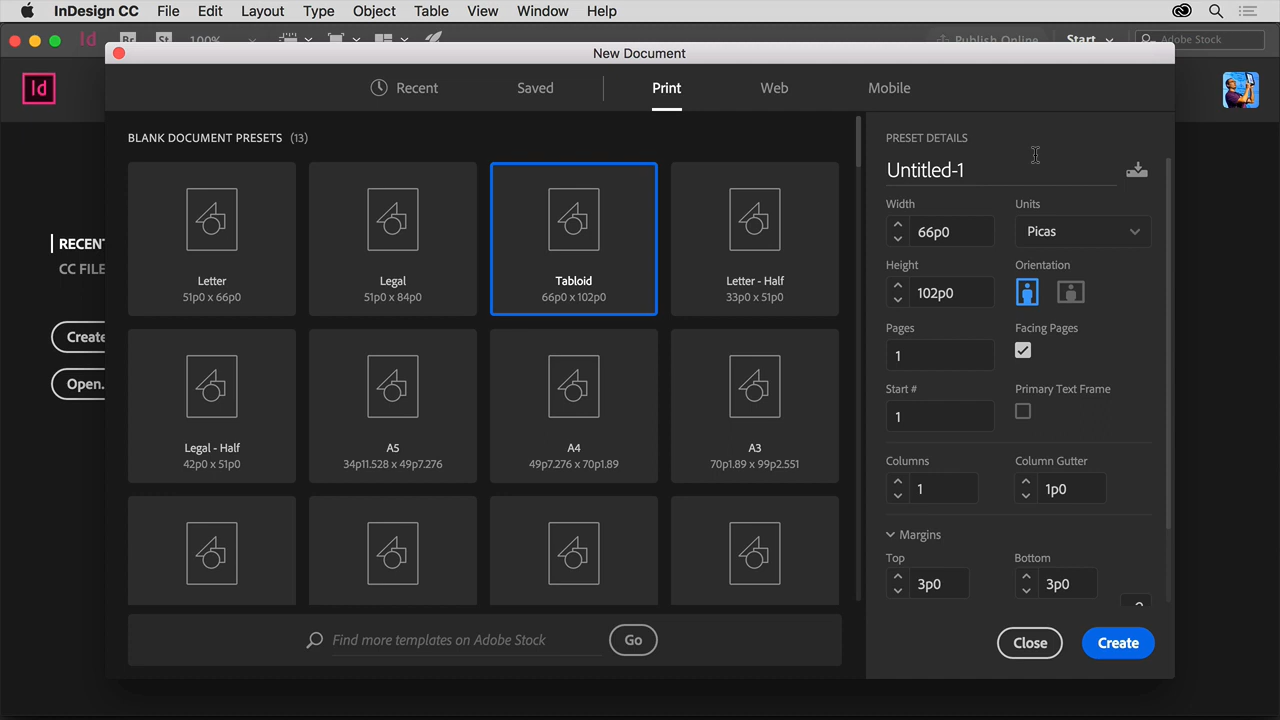 InDesign CC File Edit Layout Type Object Table View Window Help
Id Br St 100% Publish Online Start Adobe Stock
New Document
Id
Recent Saved Print Web Mobile
BLANK DOCUMENT PRESETS (13)
PRESET DETAILS
Untitled-1
Width Units
66p0 Picas
Letter Legal Tabloid Letter - Half
51p0 x 66p0 51p0 x 84p0 66p0 x 102p0 33p0 x 51p0
RECENT
CC FILE
Height Orientation
102p0
Pages Facing Pages
1
Create
Open.
Start # Primary Text Frame
1
Legal - Half A5 A4 A3
42p0 x 51p0 34p11.528 x 49p7.276 49p7.276 x 70p1.89 70p1.89 x 99p2.551
Columns Column Gutter
1 1p0
Margins
Top Bottom
3p0 3p0
Find more templates on Adobe Stock Go
Close Create